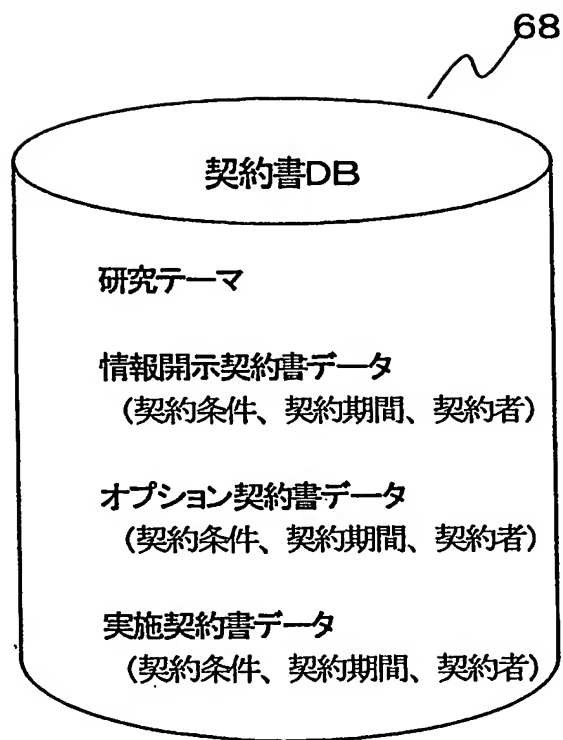 68
契約書DB
研究テーマ
情報開示契約書データ
(契約条件、契約期間、契約者)
オプション契約書データ
(契約条件、契約期間、契約者)
実施契約書データ
(契約条件、契約期間、契約者)